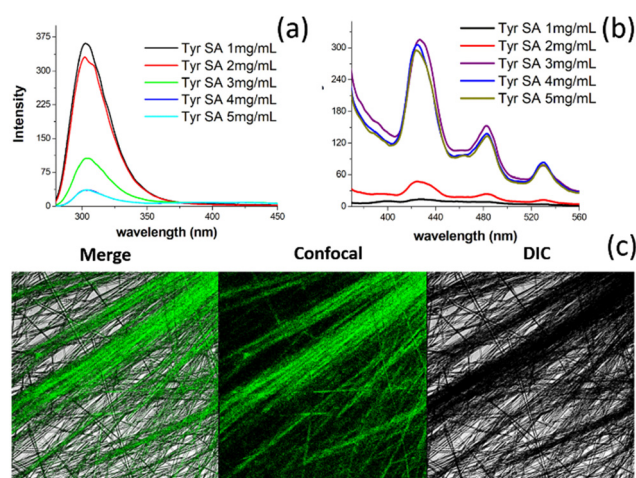 (a)
375
300
225
150
75
0
Intensity
Tyr SA 1mg/mL
Tyr SA 2mg/mL
Tyr SA 3mg/mL
Tyr SA 4mg/mL
Tyr SA 5mg/mL
300
350
400
450
wavelength (nm)
(b)
300
240
180
120
60
0
Tyr SA 1mg/mL
Tyr SA 2mg/mL
Tyr SA 3mg/mL
Tyr SA 4mg/mL
Tyr SA 5mg/mL
400
440
480
520
560
wavelength (nm)
(c)
Merge
Confocal
DIC